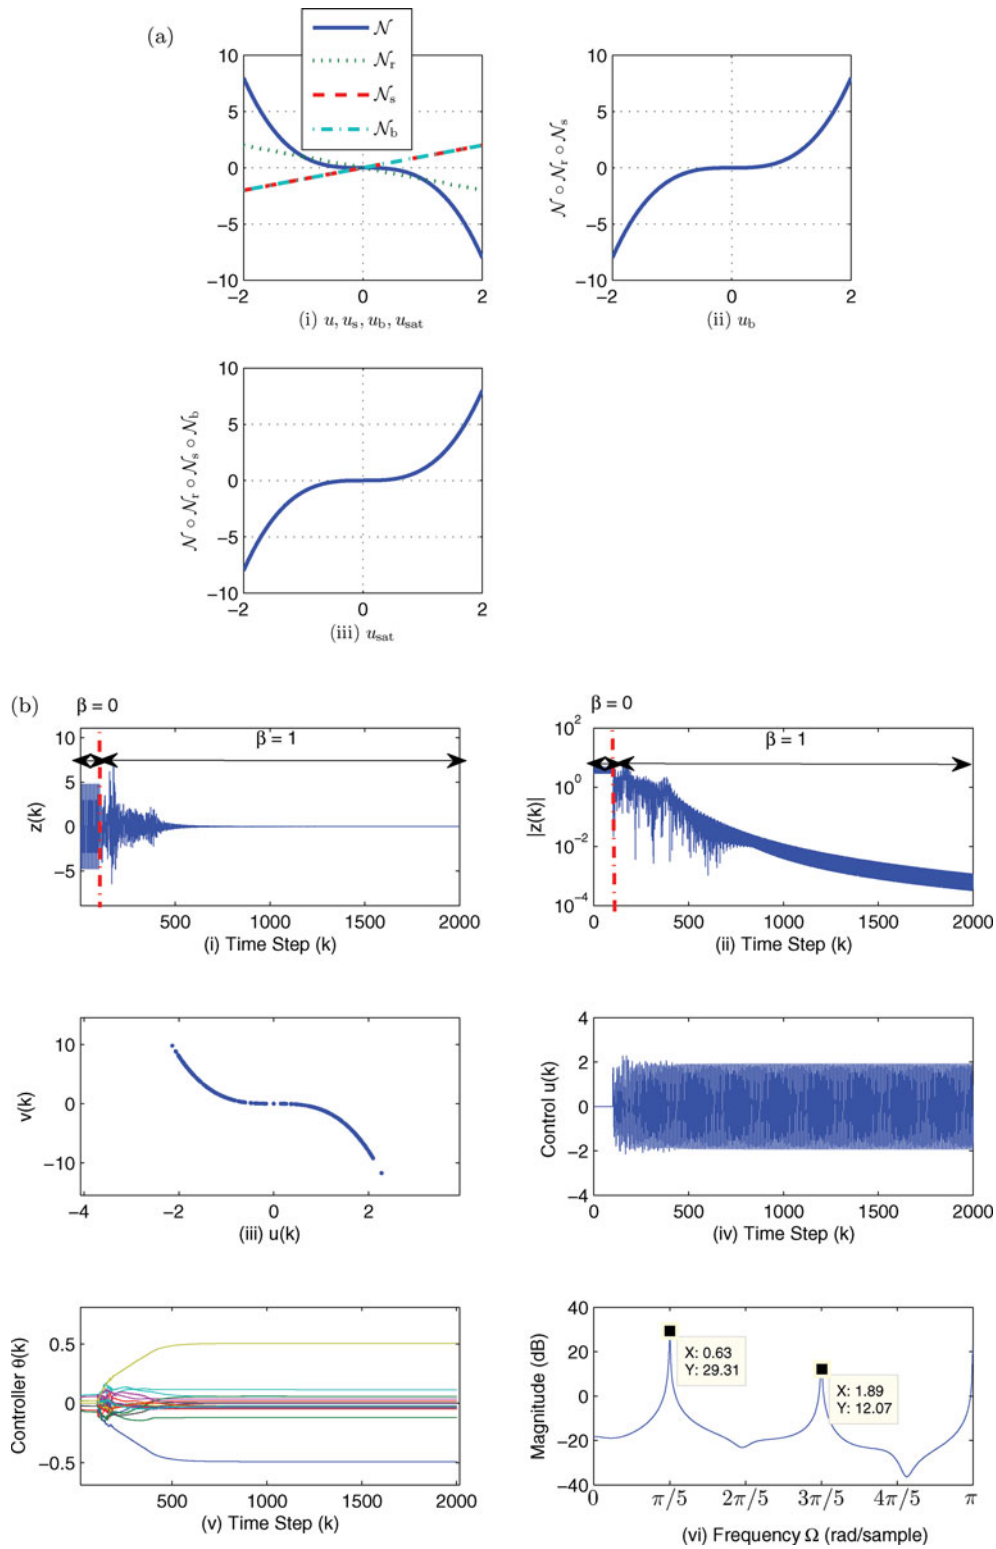 (a)
𝒩
𝒩r
𝒩s
𝒩b
10
5
0
−5
−10
−2
0
2
(i) u, us, ub, usat
𝒩 ∘ 𝒩r ∘ 𝒩s
10
5
0
−5
−10
−2
0
2
(ii) ub
𝒩 ∘ 𝒩r ∘ 𝒩s ∘ 𝒩b
10
5
0
−5
−10
−2
0
2
(iii) usat
(b)
β = 0
β = 1
z(k)
10
5
0
−5
500
1000
1500
2000
(i) Time Step (k)
β = 0
β = 1
|z(k)|
10^2
10^0
10^−2
10^−4
0
500
1000
1500
2000
(ii) Time Step (k)
v(k)
10
0
−10
−4
−2
0
2
(iii) u(k)
Control u(k)
4
2
0
−2
−4
0
500
1000
1500
2000
(iv) Time Step (k)
Controller θ(k)
0.5
0
−0.5
500
1000
1500
2000
(v) Time Step (k)
Magnitude (dB)
40
20
0
−20
−40
X: 0.63
Y: 29.31
X: 1.89
Y: 12.07
0
π/5
2π/5
3π/5
4π/5
π
(vi) Frequency Ω (rad/sample)